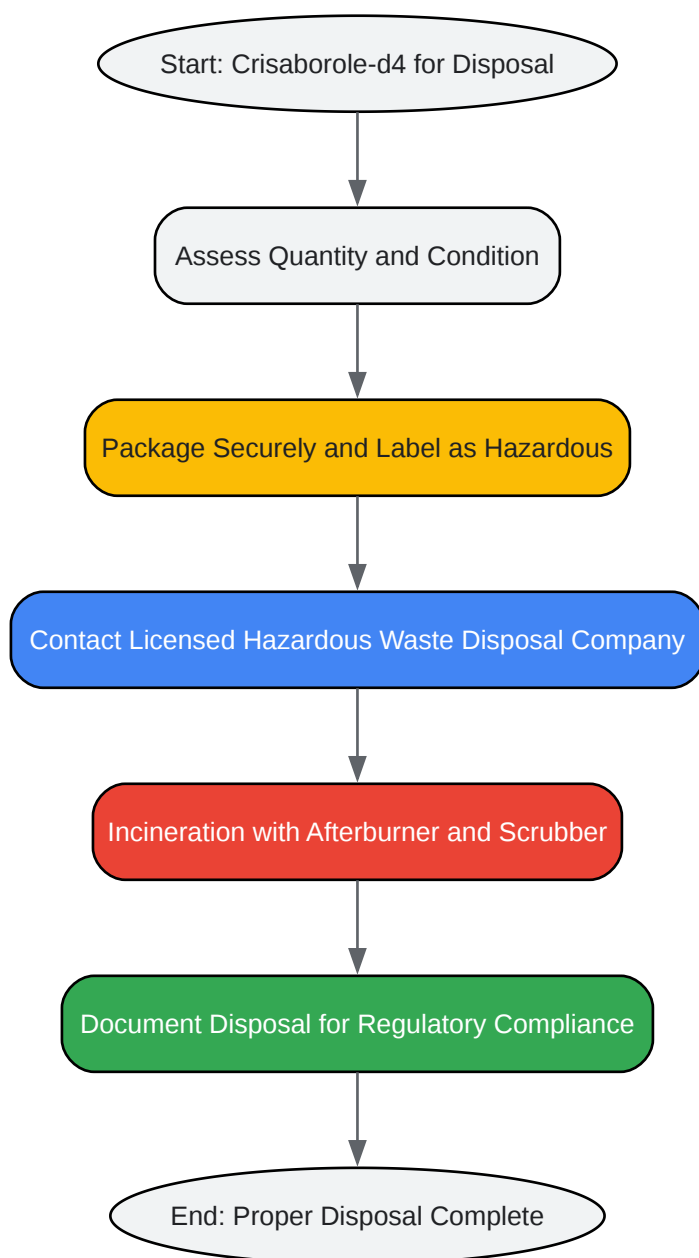 Start: Crisaborole-d4 for Disposal
Assess Quantity and Condition
Package Securely and Label as Hazardous
Contact Licensed Hazardous Waste Disposal Company
Incineration with Afterburner and Scrubber
Document Disposal for Regulatory Compliance
End: Proper Disposal Complete